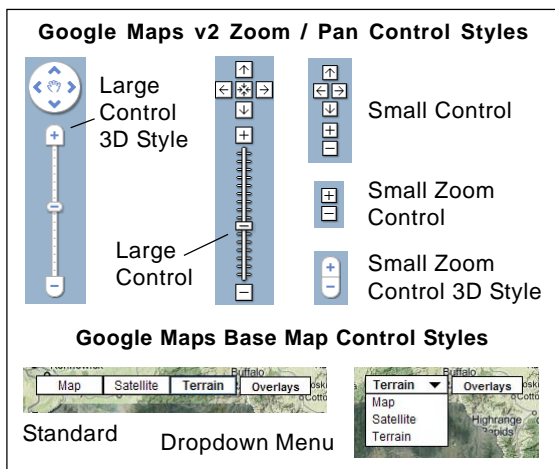 Google Maps v2 Zoom / Pan Control Styles
Large
Control
3D Style
Large
Control
Small Control
Small Zoom
Control
Small Zoom
Control 3D Style
Google Maps Base Map Control Styles
Map Satellite Terrain Overlays
Buffalo
Standard
Dropdown Menu
Terrain Overlays
Map
Satellite
Terrain
Buffalo
Highrange
Rapids